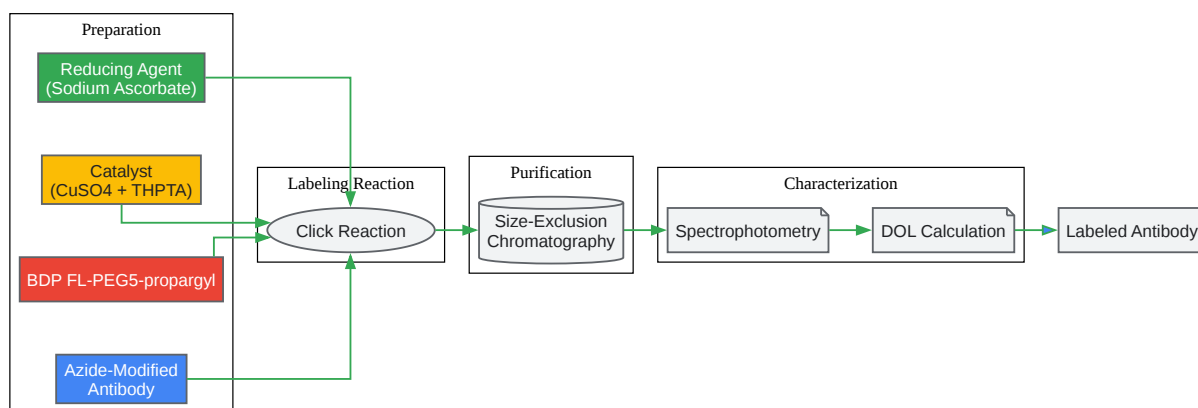 Preparation
Reducing Agent
(Sodium Ascorbate)
Catalyst
(CuSO4 + THPTA)
BDP FL-PEG5-propargyl
Azide-Modified
Antibody
Labeling Reaction
Click Reaction
Purification
Size-Exclusion
Chromatography
Characterization
Spectrophotometry
DOL Calculation
Labeled Antibody